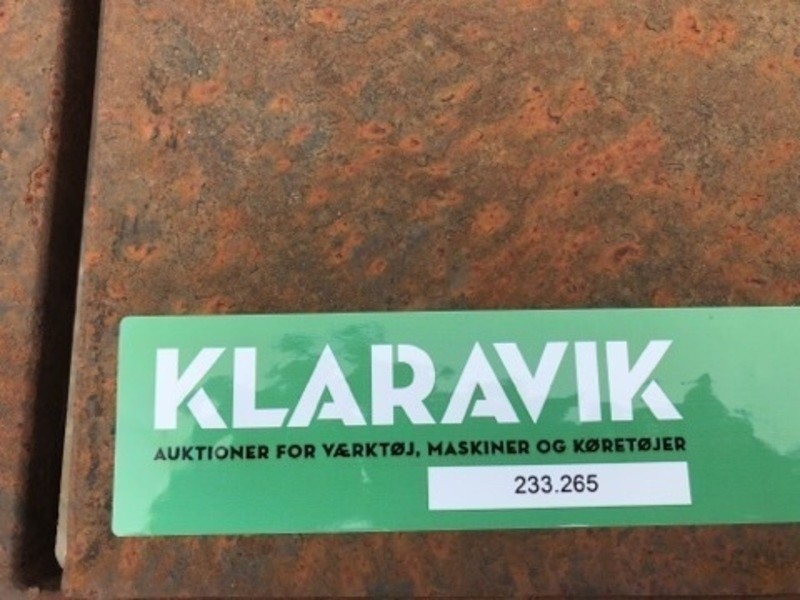 KLARAVIK
AUKTIONER FOR VÆRKTØJ, MASKINER OG KØRETØJER
233.265